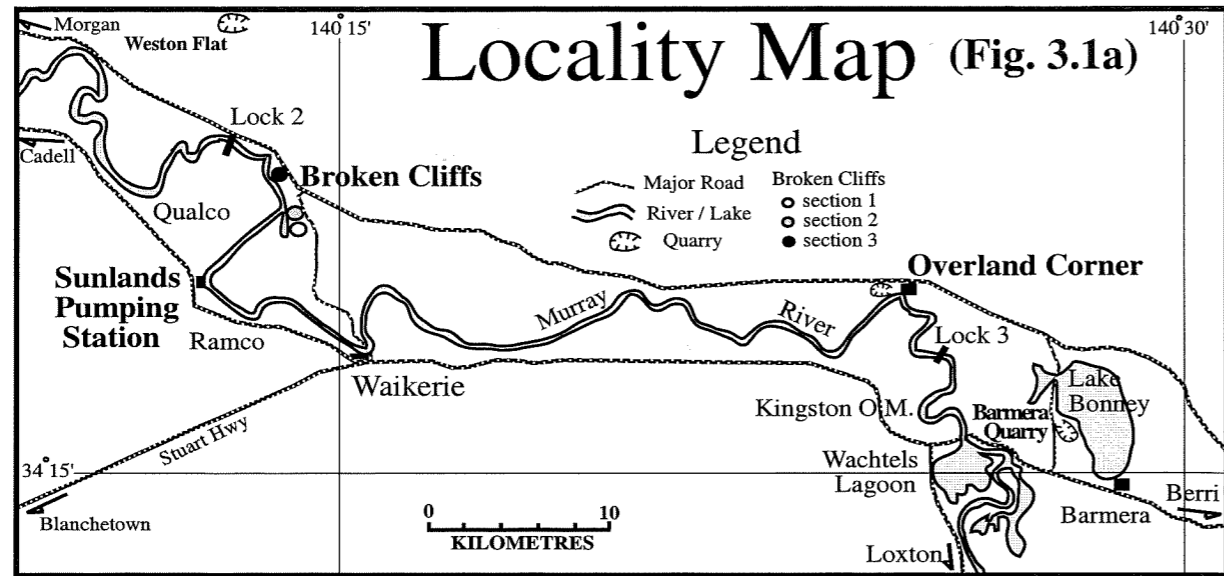 Morgan
Weston Flat
140°15'
Locality Map (Fig. 3.1a)
140°30'
Lock 2
Cadell
Broken Cliffs
Qualco
Legend
Major Road
River / Lake
Quarry
Broken Cliffs
section 1
section 2
section 3
Sunlands
Pumping
Station
Ramco
Waikerie
Murray
River
Overland Corner
Lock 3
Kingston O.M.
Lake
Bonney
Barmera
Quarry
Stuart Hwy
34°15'
Wachtels
Lagoon
Blanchetown
0 10
KILOMETRES
Barmera
Berri
Loxton